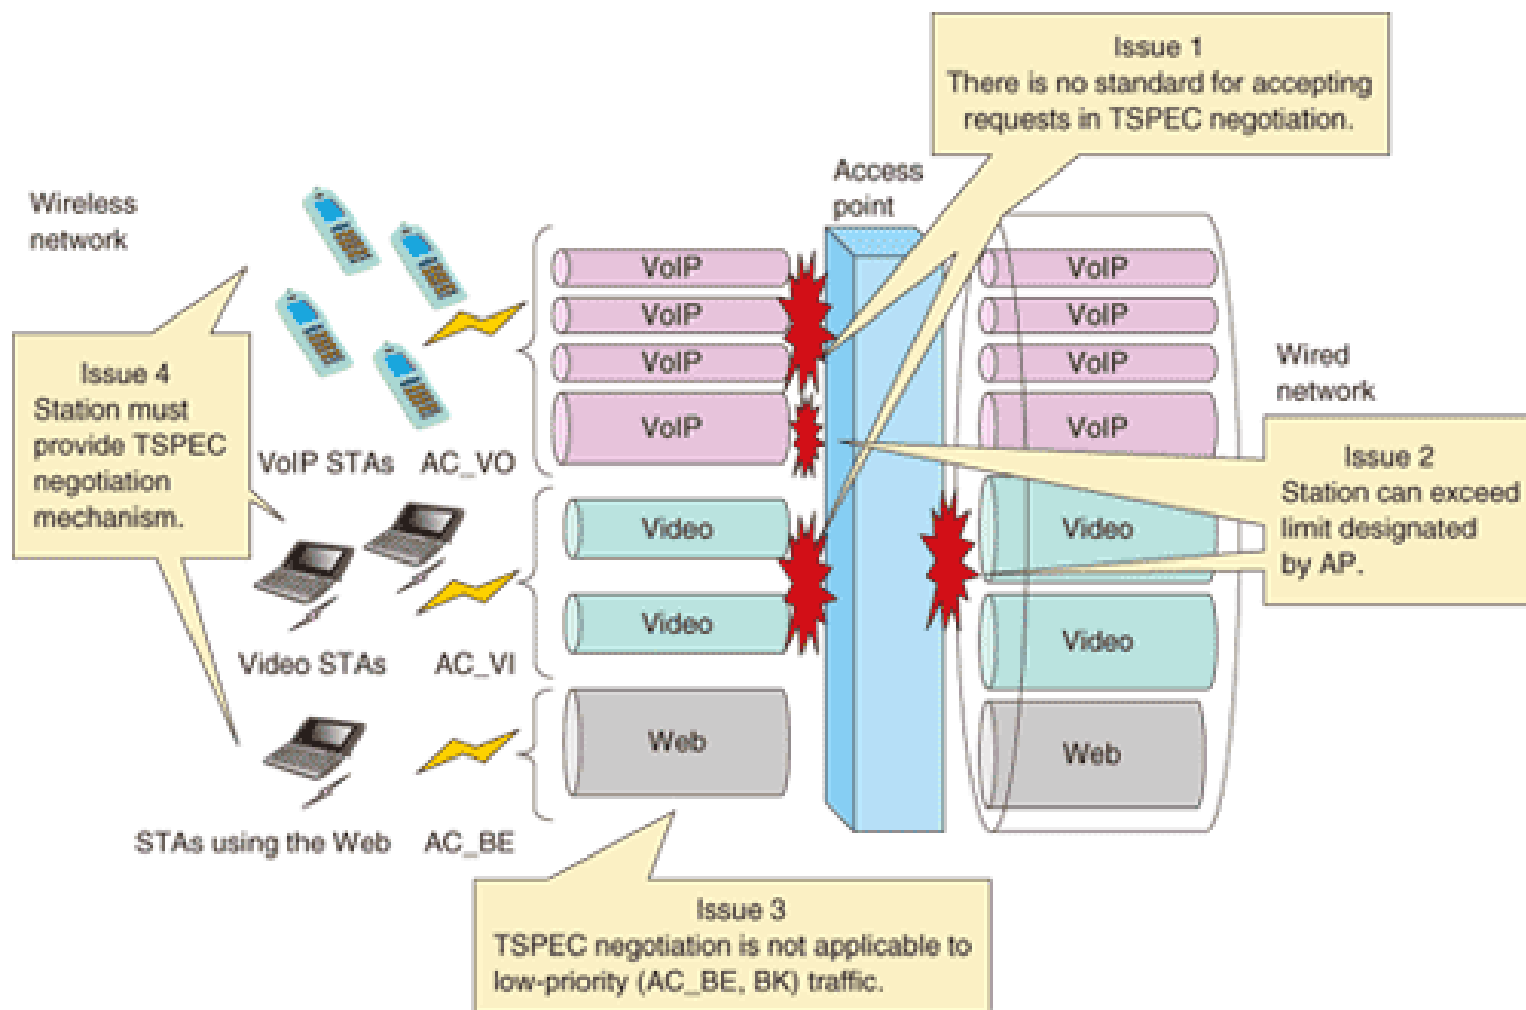 Issue 1
There is no standard for accepting
requests in TSPEC negotiation.
Access
point
Wireless
network
VoIP
VoIP
VoIP
VoIP
VoIP
VoIP
VoIP
VoIP
Wired
network
Issue 4
Station must
provide TSPEC
negotiation
mechanism.
VoIP STAs
AC_VO
Issue 2
Station can exceed
limit designated
by AP.
Video
Video
Video
Video
Video STAs
AC_VI
Web
Web
STAs using the Web
AC_BE
Issue 3
TSPEC negotiation is not applicable to
low-priority (AC_BE, BK) traffic.